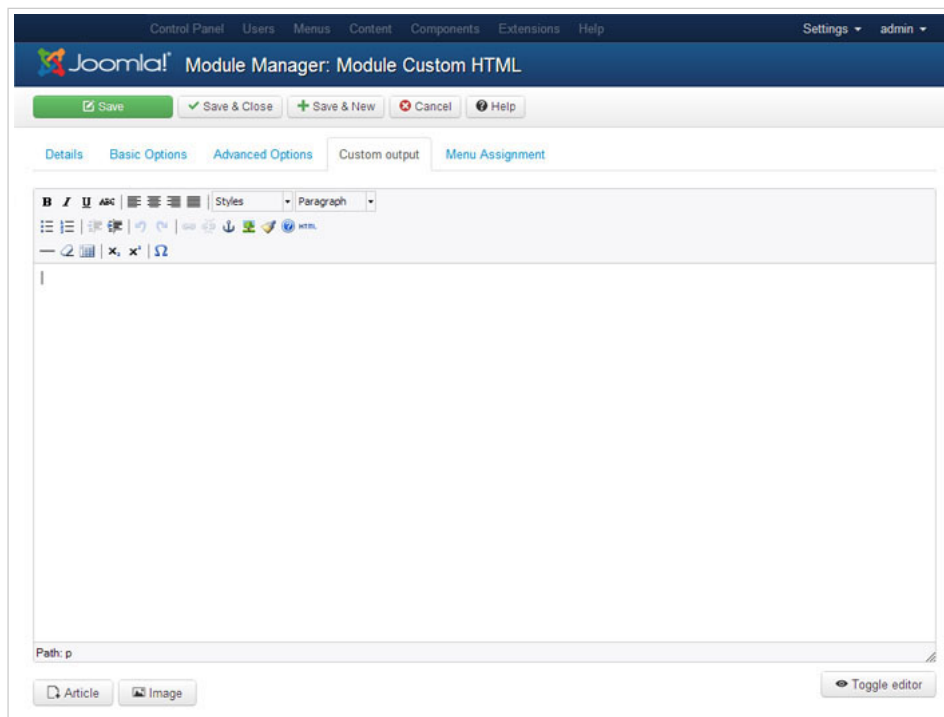 Control Panel Users Menus Content Components Extensions Help Settings admin
Joomla! Module Manager: Module Custom HTML
Save Save & Close Save & New Cancel Help
Details Basic Options Advanced Options Custom output Menu Assignment
B I U ABC Styles Paragraph
HTML
x, x' Ω
Path: p
Article Image Toggle editor